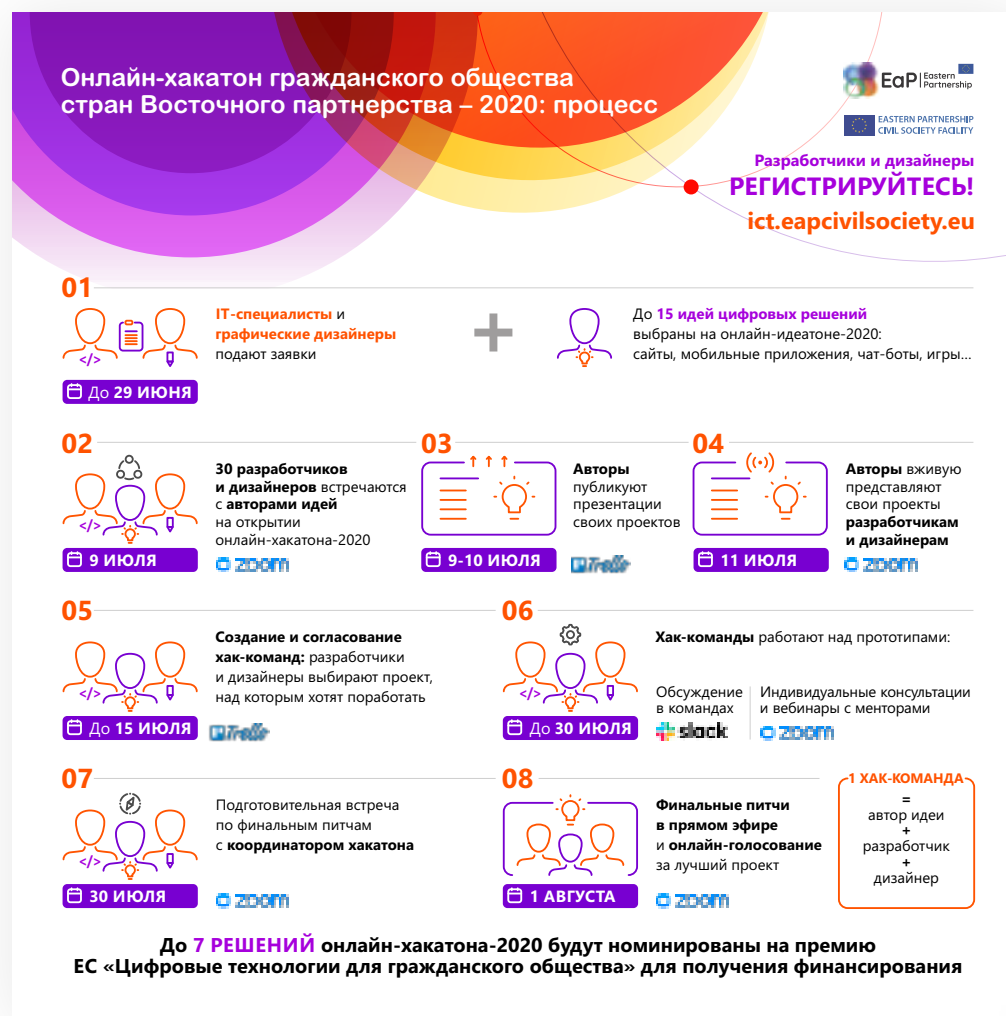 Онлайн-хакатон гражданского общества
стран Восточного партнерства – 2020: процесс
EaP
Eastern
Partnership
EASTERN PARTNERSHIP
CIVIL SOCIETY FACILITY
Разработчики и дизайнеры
РЕГИСТРИРУЙТЕСЬ!
ict.eapcivilsociety.eu
01
</>
До 29 ИЮНЯ
IT-специалисты и
графические дизайнеры
подают заявки
+
До 15 идей цифровых решений
выбраны на онлайн-идеатоне-2020:
сайты, мобильные приложения, чат-боты, игры...
02
</>
9 ИЮЛЯ
30 разработчиков
и дизайнеров встречаются
с авторами идей
на открытии
онлайн-хакатона-2020
zoom
03
9-10 ИЮЛЯ
Авторы
публикуют
презентации
своих проектов
Trello
04
11 ИЮЛЯ
Авторы вживую
представляют
свои проекты
разработчикам
и дизайнерам
zoom
05
</>
До 15 ИЮЛЯ
Создание и согласование
хак-команд: разработчики
и дизайнеры выбирают проект,
над которым хотят поработать
Trello
06
</>
До 30 ИЮЛЯ
Хак-команды работают над прототипами:
Обсуждение
в командах
slack
Индивидуальные консультации
и вебинары с менторами
zoom
07
</>
30 ИЮЛЯ
Подготовительная встреча
по финальным питчам
с координатором хакатона
zoom
08
1 АВГУСТА
Финальные питчи
в прямом эфире
и онлайн-голосование
за лучший проект
zoom
1 ХАК-КОМАНДА
=
автор идеи
+
разработчик
+
дизайнер
До 7 РЕШЕНИЙ онлайн-хакатона-2020 будут номинированы на премию
ЕС «Цифровые технологии для гражданского общества» для получения финансирования